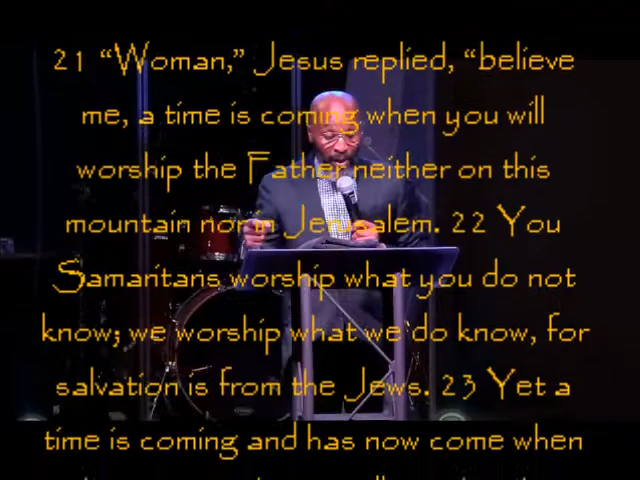 21 “Woman,” Jesus replied, “believe
me, a time is coming when you will
worship the Father neither on this
mountain nor in Jerusalem. 22 You
Samaritans worship what you do not
know; we worship what we do know, for
salvation is from the Jews. 23 Yet a
time is coming and has now come when